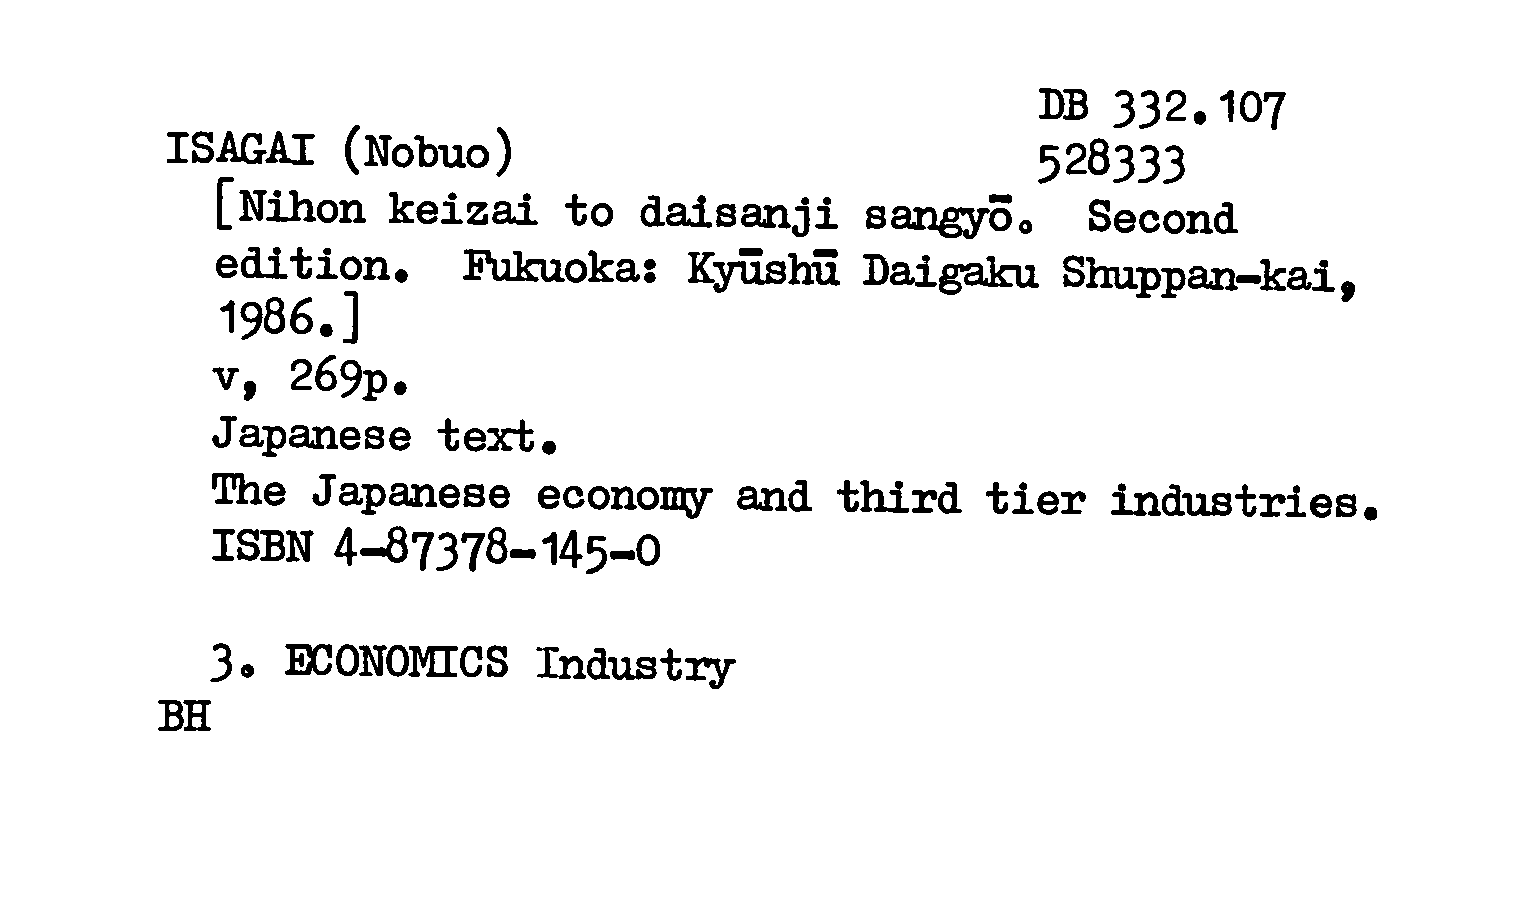 DB 332.107
ISAGAI (Nobuo)
528333
[Nihon keizai to daisanji sangyō. Second
edition. Fukuoka: Kyūshū Daigaku Shuppan-kai,
1986.]
v, 269p.
Japanese text.
The Japanese economy and third tier industries.
ISBN 4-87378-145-0
3. ECONOMICS Industry
BH